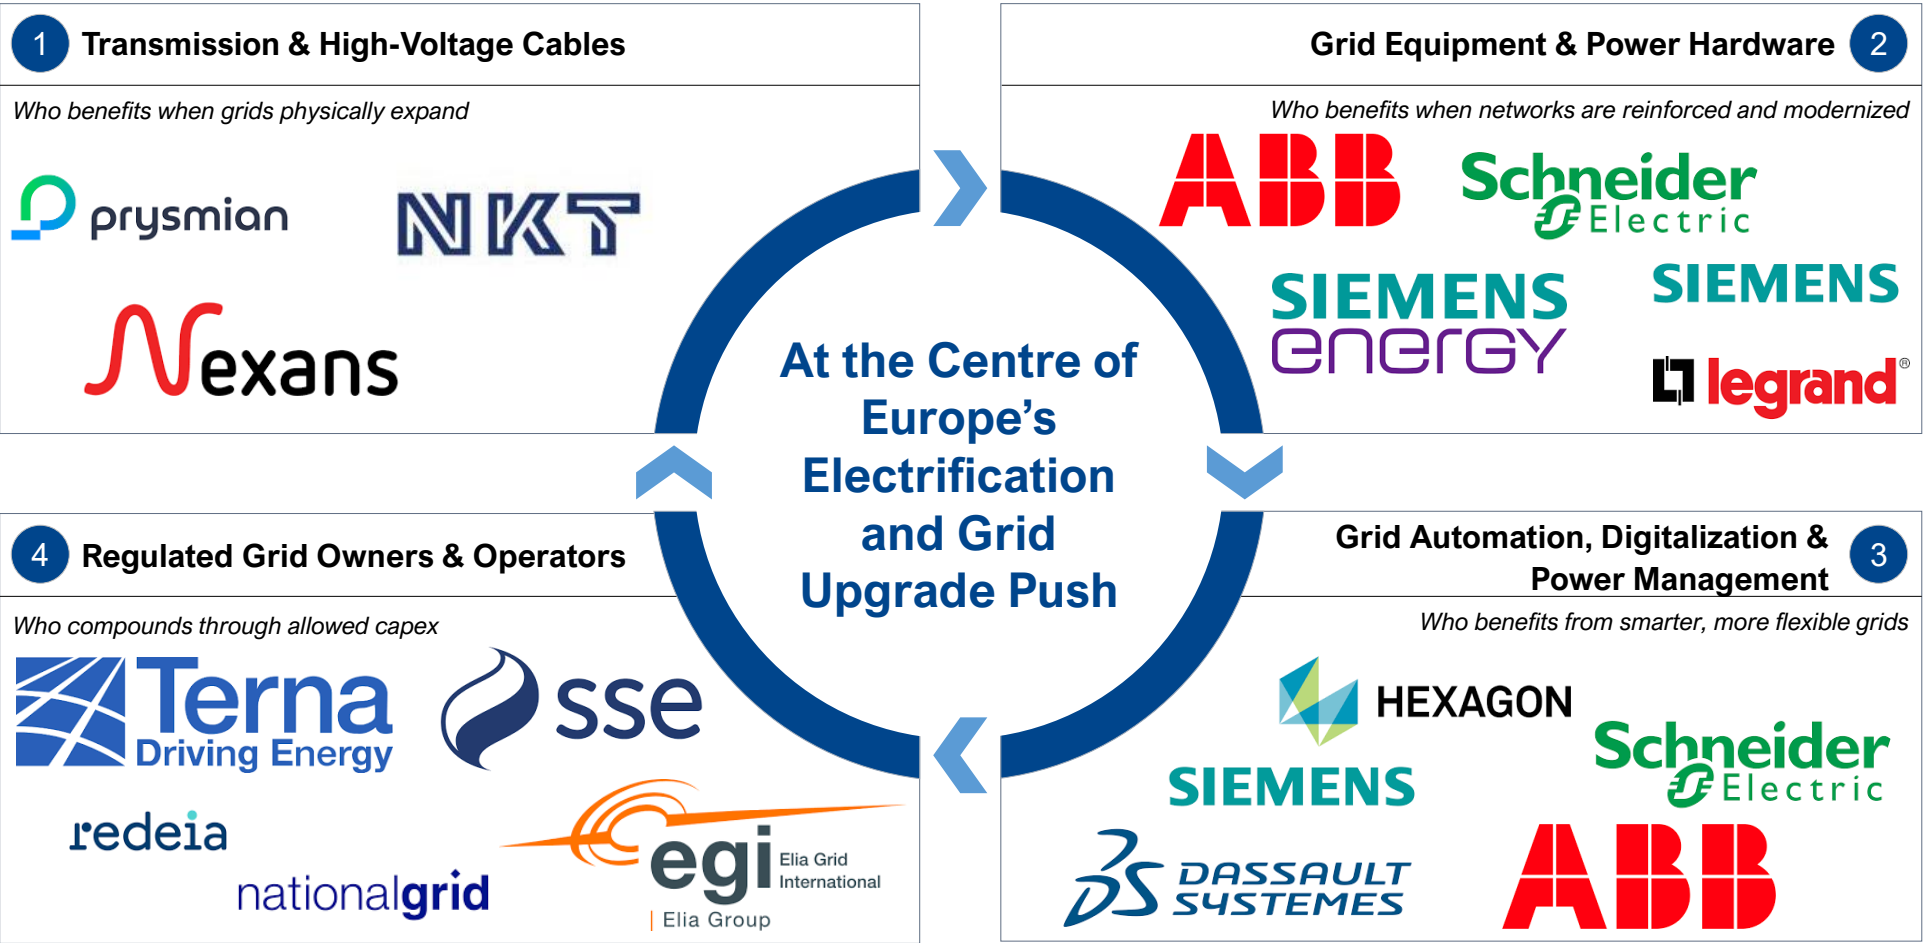 1
Transmission & High-Voltage Cables
Who benefits when grids physically expand
prysmian
NKT
Nexans
Grid Equipment & Power Hardware
2
Who benefits when networks are reinforced and modernized
ABB
Schneider
Electric
SIEMENS
energy
SIEMENS
legrand®
At the Centre of
Europe’s
Electrification
and Grid
Upgrade Push
Grid Automation, Digitalization &
Power Management
3
Who benefits from smarter, more flexible grids
HEXAGON
Schneider
Electric
SIEMENS
DASSAULT
SYSTEMES
ABB
4
Regulated Grid Owners & Operators
Who compounds through allowed capex
Terna
Driving Energy
sse
redeia
nationalgrid
egi
Elia Grid
International
| Elia Group